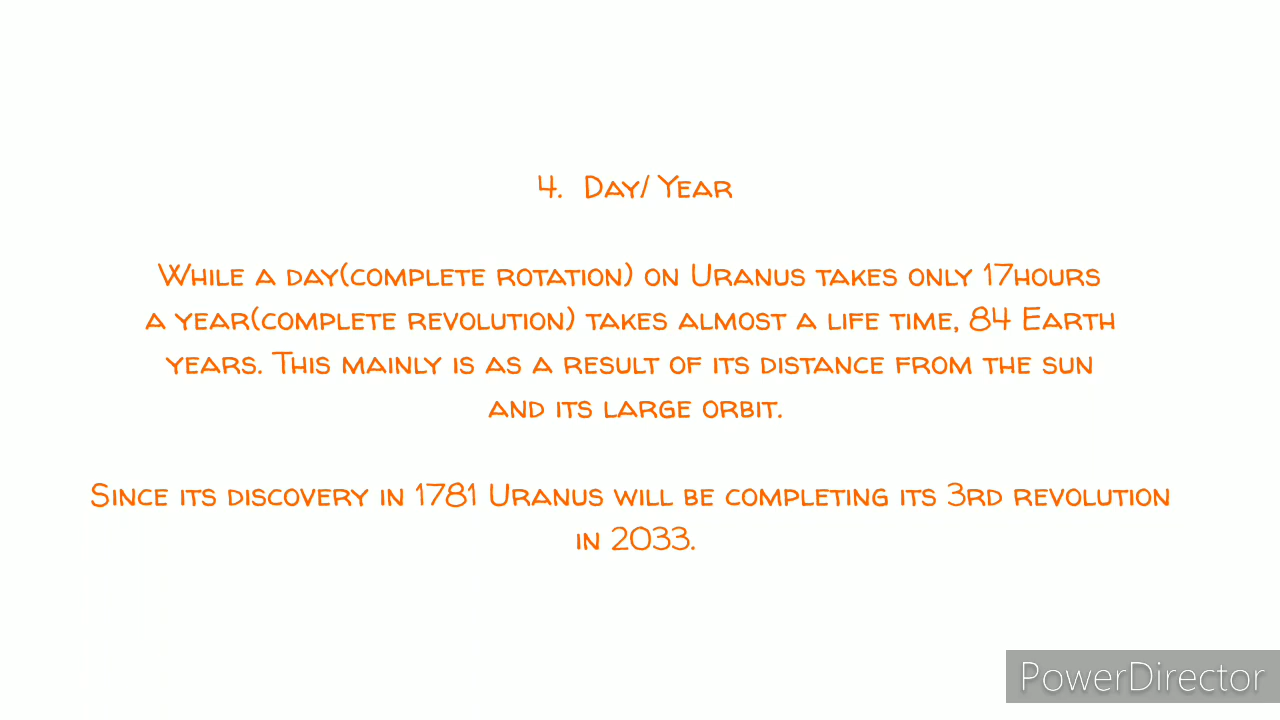 4. Day/ Year
While a day(complete rotation) on Uranus takes only 17hours
a year(complete revolution) takes almost a life time, 84 Earth
years. This mainly is as a result of its distance from the sun
and its large orbit.
Since its discovery in 1781 Uranus will be completing its 3rd revolution
in 2033.
PowerDirector